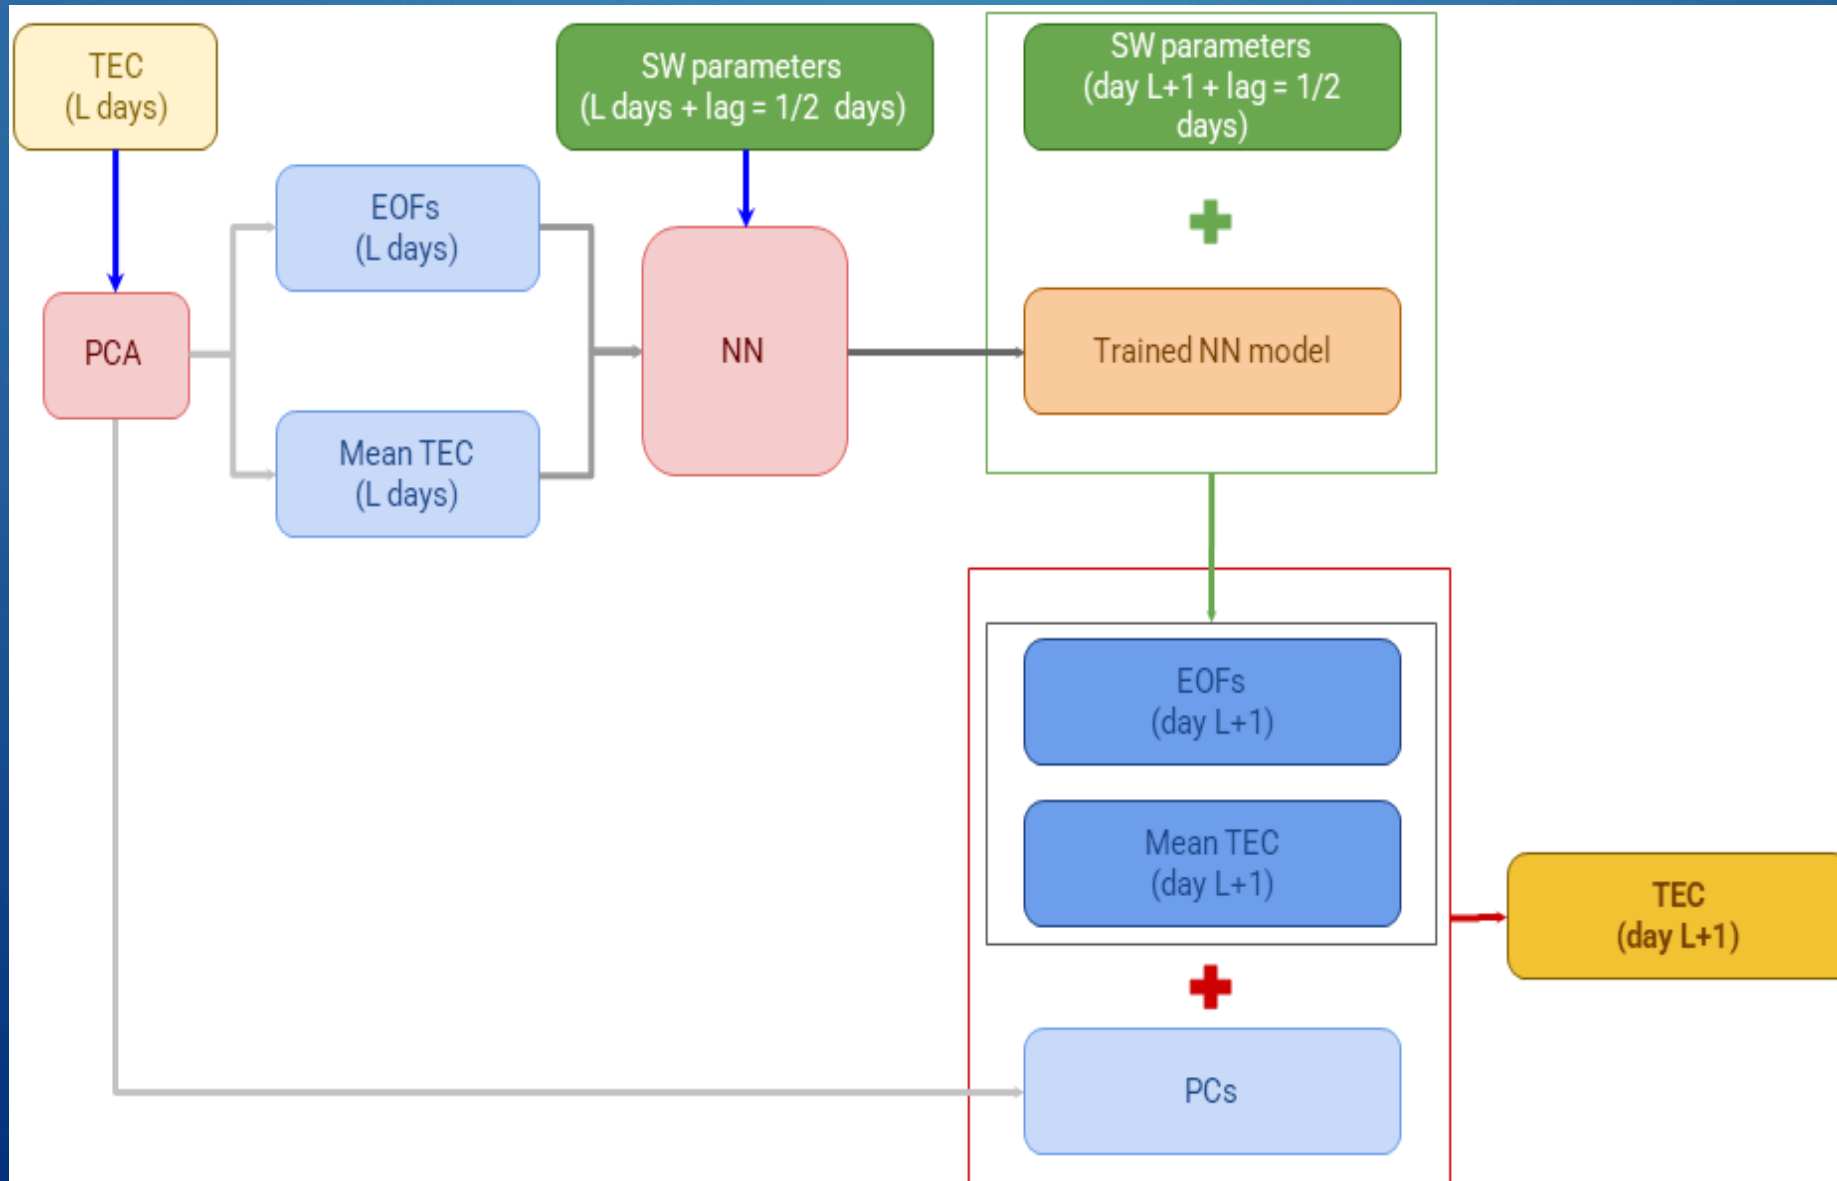 TEC
(L days)
SW parameters
(L days + lag = 1/2 days)
SW parameters
(day L+1 + lag = 1/2
days)
EOFs
(L days)
PCA
NN
Trained NN model
Mean TEC
(L days)
EOFs
(day L+1)
Mean TEC
(day L+1)
TEC
(day L+1)
PCs